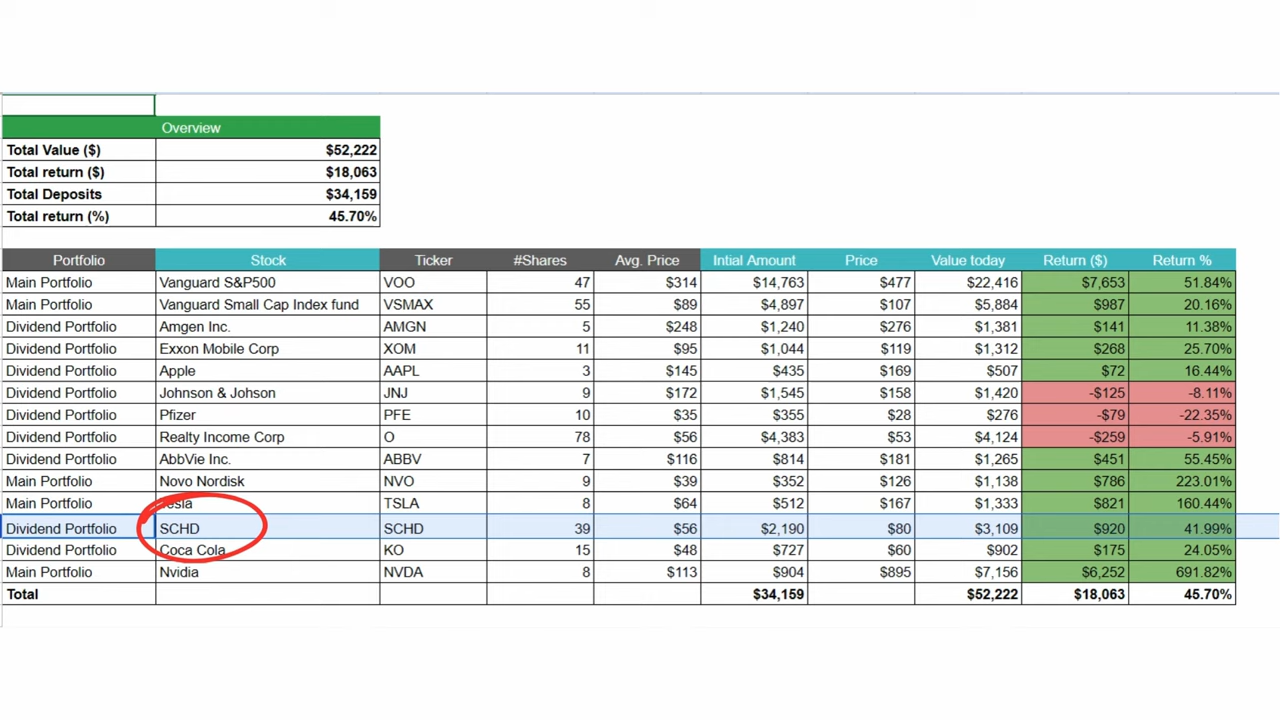 Overview
Total Value ($) $52,222
Total return ($) $18,063
Total Deposits $34,159
Total return (%) 45.70%
Portfolio Stock Ticker #Shares Avg. Price Intial Amount Price Value today Return ($) Return %
Main Portfolio Vanguard S&P500 VOO 47 $314 $14,763 $477 $22,416 $7,653 51.84%
Main Portfolio Vanguard Small Cap Index fund VSMAX 55 $89 $4,897 $107 $5,884 $987 20.16%
Dividend Portfolio Amgen Inc. AMGN 5 $248 $1,240 $276 $1,381 $141 11.38%
Dividend Portfolio Exxon Mobile Corp XOM 11 $95 $1,044 $119 $1,312 $268 25.70%
Dividend Portfolio Apple AAPL 3 $145 $435 $169 $507 $72 16.44%
Dividend Portfolio Johnson & Johson JNJ 9 $172 $1,545 $158 $1,420 -$125 -8.11%
Dividend Portfolio Pfizer PFE 10 $35 $355 $28 $276 -$79 -22.35%
Dividend Portfolio Realty Income Corp O 78 $56 $4,383 $53 $4,124 -$259 -5.91%
Dividend Portfolio AbbVie Inc. ABBV 7 $116 $814 $181 $1,265 $451 55.45%
Main Portfolio Novo Nordisk NVO 9 $39 $352 $126 $1,138 $786 223.01%
Main Portfolio Tesla TSLA 8 $64 $512 $167 $1,333 $821 160.44%
Dividend Portfolio SCHD SCHD 39 $56 $2,190 $80 $3,109 $920 41.99%
Dividend Portfolio Coca Cola KO 15 $48 $727 $60 $902 $175 24.05%
Main Portfolio Nvidia NVDA 8 $113 $904 $895 $7,156 $6,252 691.82%
Total $34,159 $52,222 $18,063 45.70%